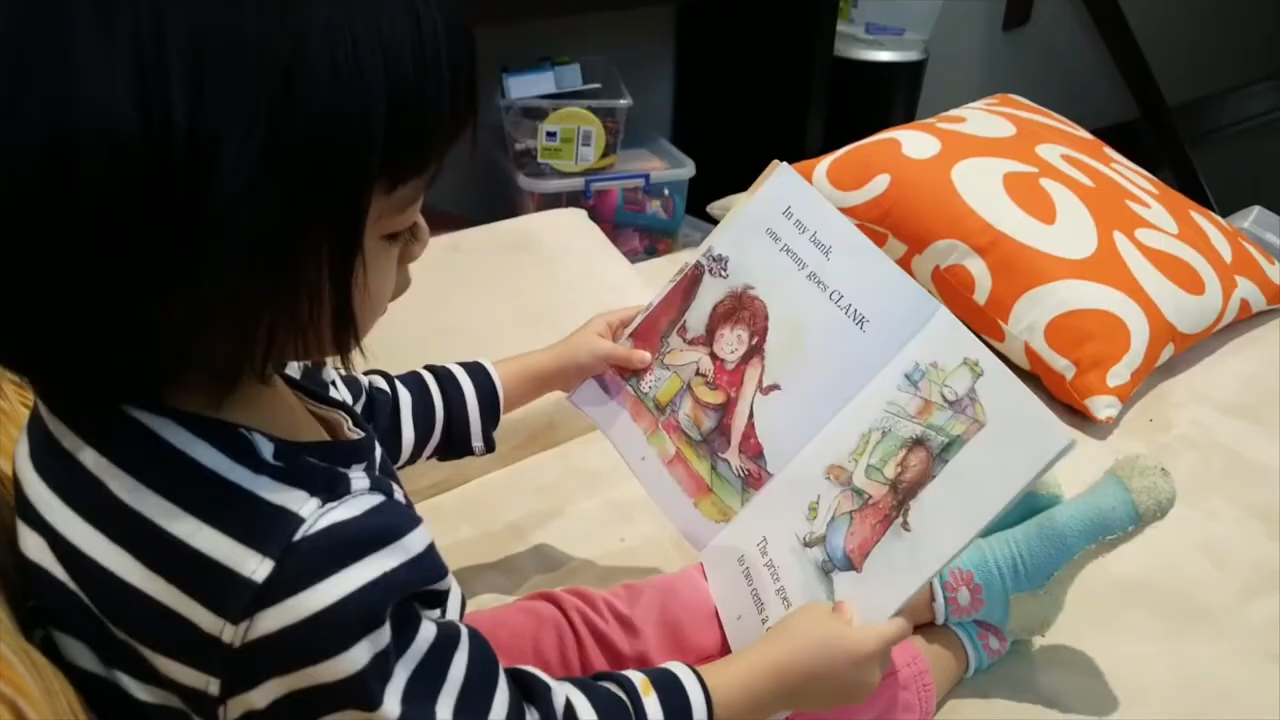 In my bank,
one penny goes CLANK.
The price goes
to two cents a